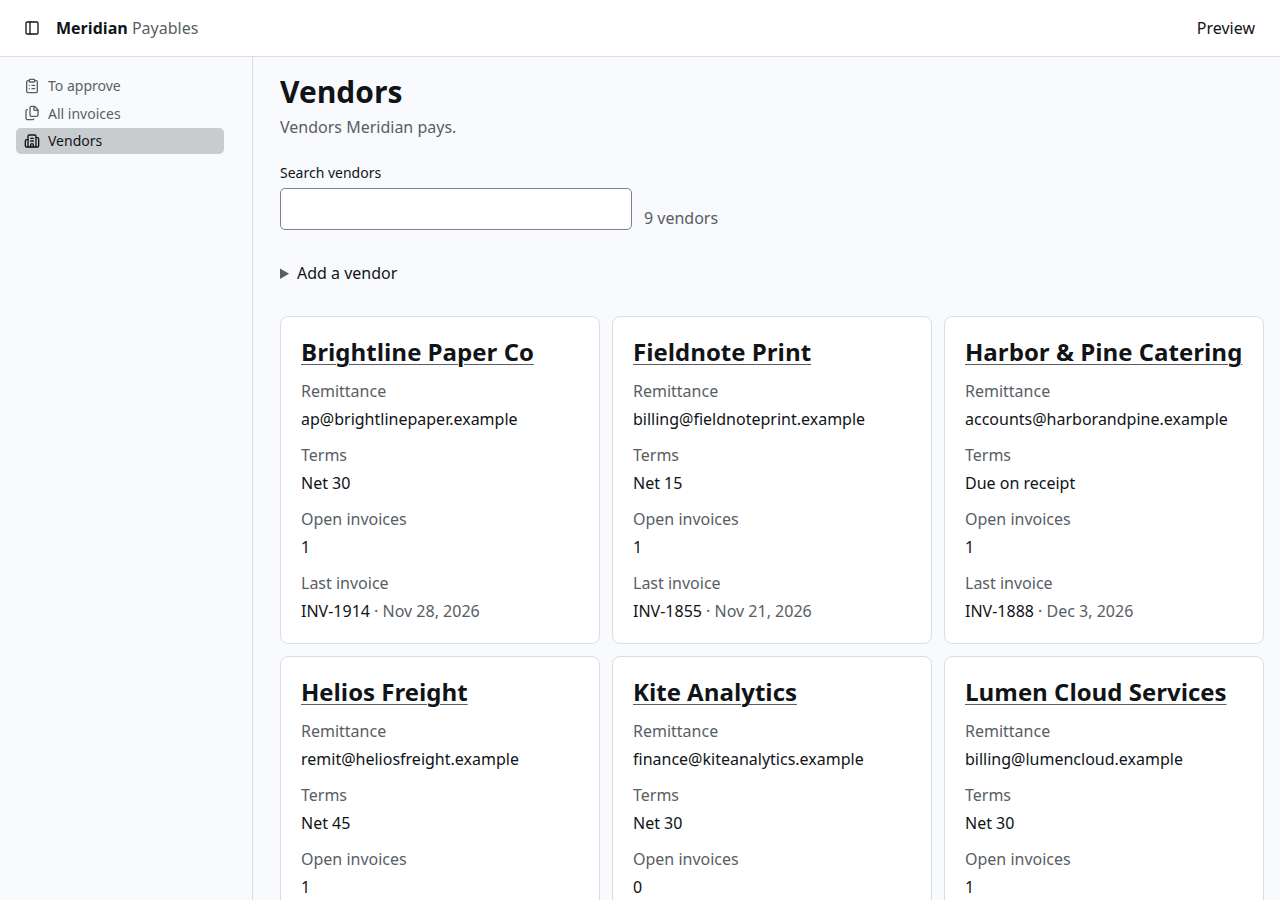 Meridian Payables
Preview
To approve
All invoices
Vendors
Vendors
Vendors Meridian pays.
Search vendors
9 vendors
Add a vendor
Brightline Paper Co
Remittance
ap@brightlinepaper.example
Terms
Net 30
Open invoices
1
Last invoice
INV-1914 · Nov 28, 2026
Fieldnote Print
Remittance
billing@fieldnoteprint.example
Terms
Net 15
Open invoices
1
Last invoice
INV-1855 · Nov 21, 2026
Harbor & Pine Catering
Remittance
accounts@harborandpine.example
Terms
Due on receipt
Open invoices
1
Last invoice
INV-1888 · Dec 3, 2026
Helios Freight
Remittance
remit@heliosfreight.example
Terms
Net 45
Open invoices
1
Kite Analytics
Remittance
finance@kiteanalytics.example
Terms
Net 30
Open invoices
0
Lumen Cloud Services
Remittance
billing@lumencloud.example
Terms
Net 30
Open invoices
1